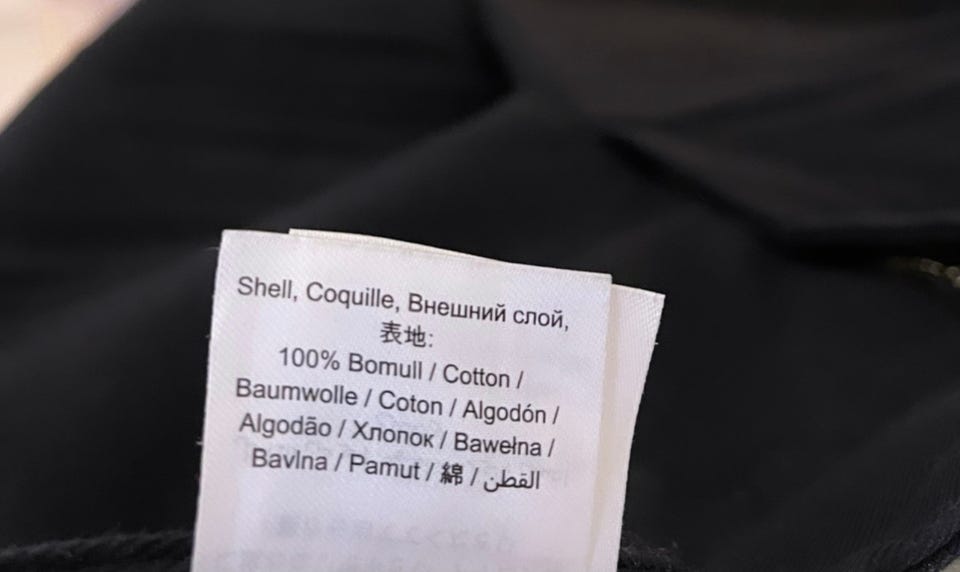 Shell, Coquille, Внешний слой,
表地:
100% Bomull / Cotton /
Baumwolle / Coton / Algodón /
Algodão / Хлопок / Bawełna /
Bavlna / Pamut / 綿 / القطن